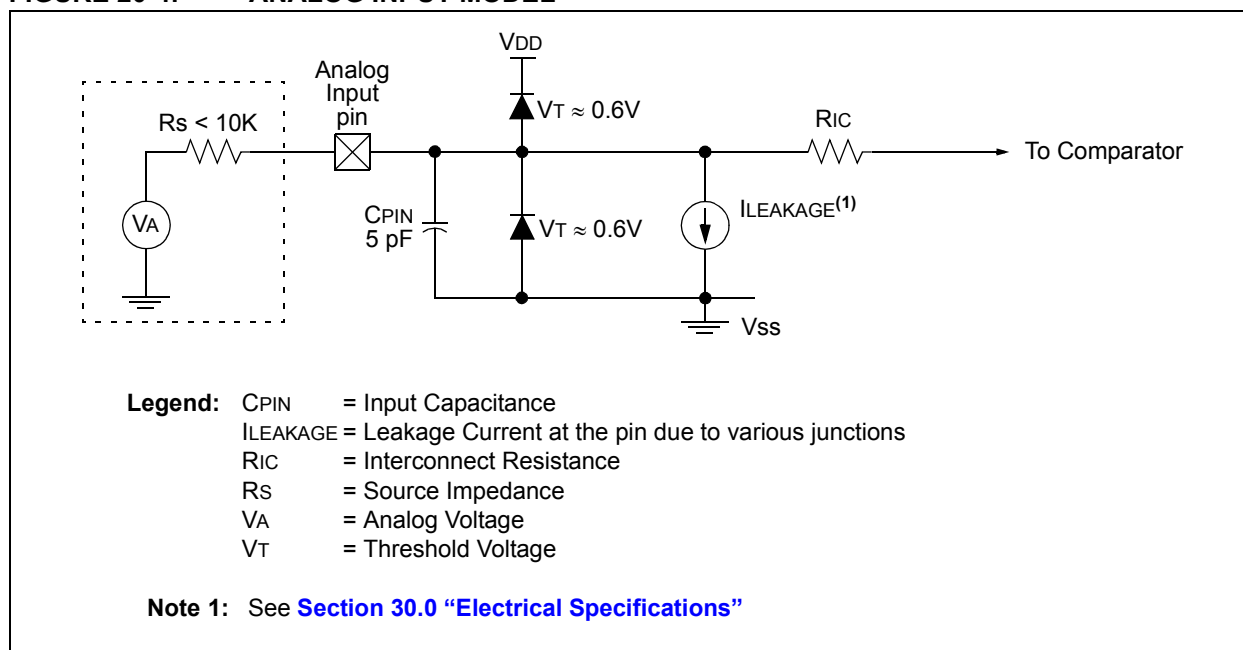 VDD
Analog
Input
pin
VT ≈ 0.6V
Rs < 10K
RIC
To Comparator
VA
CPIN
5 pF
VT ≈ 0.6V
ILEAKAGE(1)
Vss
Legend: CPIN = Input Capacitance
ILEAKAGE = Leakage Current at the pin due to various junctions
RIC = Interconnect Resistance
RS = Source Impedance
VA = Analog Voltage
VT = Threshold Voltage
Note 1: See Section 30.0 “Electrical Specifications”